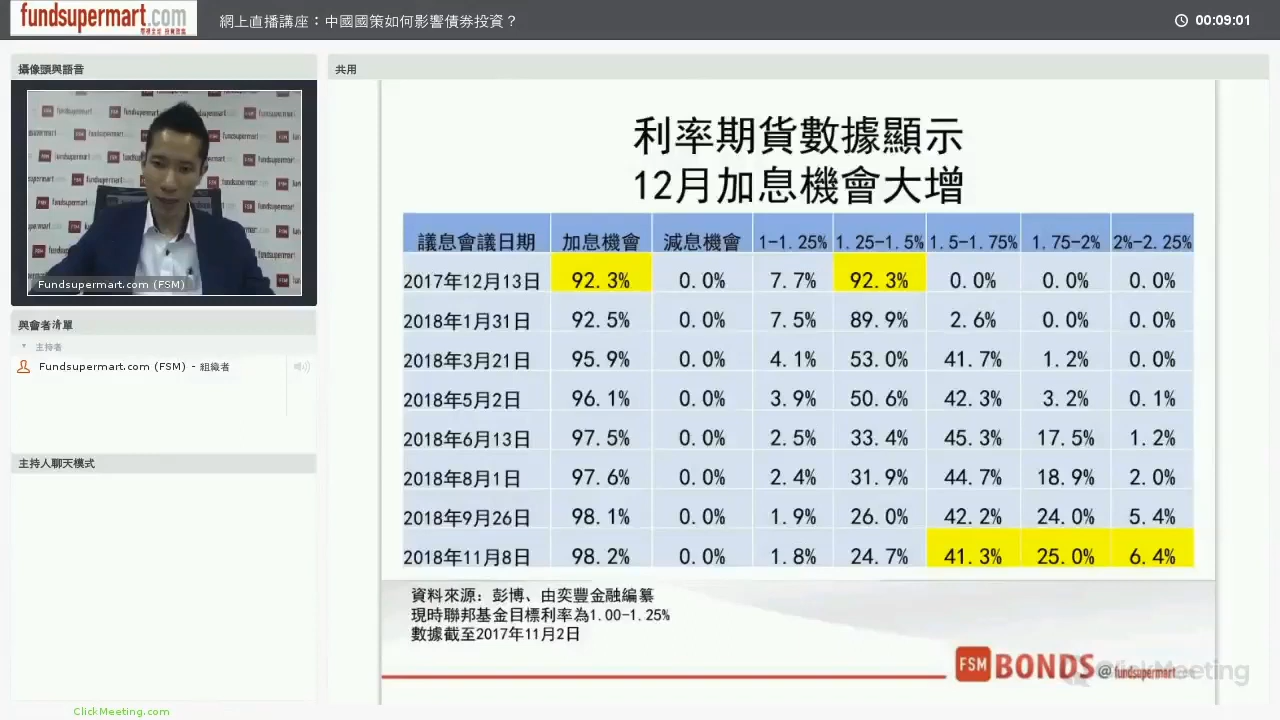 fundsupermart.com
網上直播講座：中國國策如何影響債券投資？
00:09:01
攝像頭與語音
共用
Fundsupermart.com (FSM)
與會者清單
主持者
Fundsupermart.com (FSM) - 組織者
主持人聊天模式
ClickMeeting.com
利率期貨數據顯示
12月加息機會大增
議息會議日期 加息機會 減息機會 1-1.25% 1.25-1.5% 1.5-1.75% 1.75-2% 2%-2.25%
2017年12月13日 92.3% 0.0% 7.7% 92.3% 0.0% 0.0% 0.0%
2018年1月31日 92.5% 0.0% 7.5% 89.9% 2.6% 0.0% 0.0%
2018年3月21日 95.9% 0.0% 4.1% 53.0% 41.7% 1.2% 0.0%
2018年5月2日 96.1% 0.0% 3.9% 50.6% 42.3% 3.2% 0.1%
2018年6月13日 97.5% 0.0% 2.5% 33.4% 45.3% 17.5% 1.2%
2018年8月1日 97.6% 0.0% 2.4% 31.9% 44.7% 18.9% 2.0%
2018年9月26日 98.1% 0.0% 1.9% 26.0% 42.2% 24.0% 5.4%
2018年11月8日 98.2% 0.0% 1.8% 24.7% 41.3% 25.0% 6.4%
資料來源：彭博、由奕豐金融編纂
現時聯邦基金目標利率為1.00-1.25%
數據截至2017年11月2日
FSM BONDS @fundsupermart
ClickMeeting